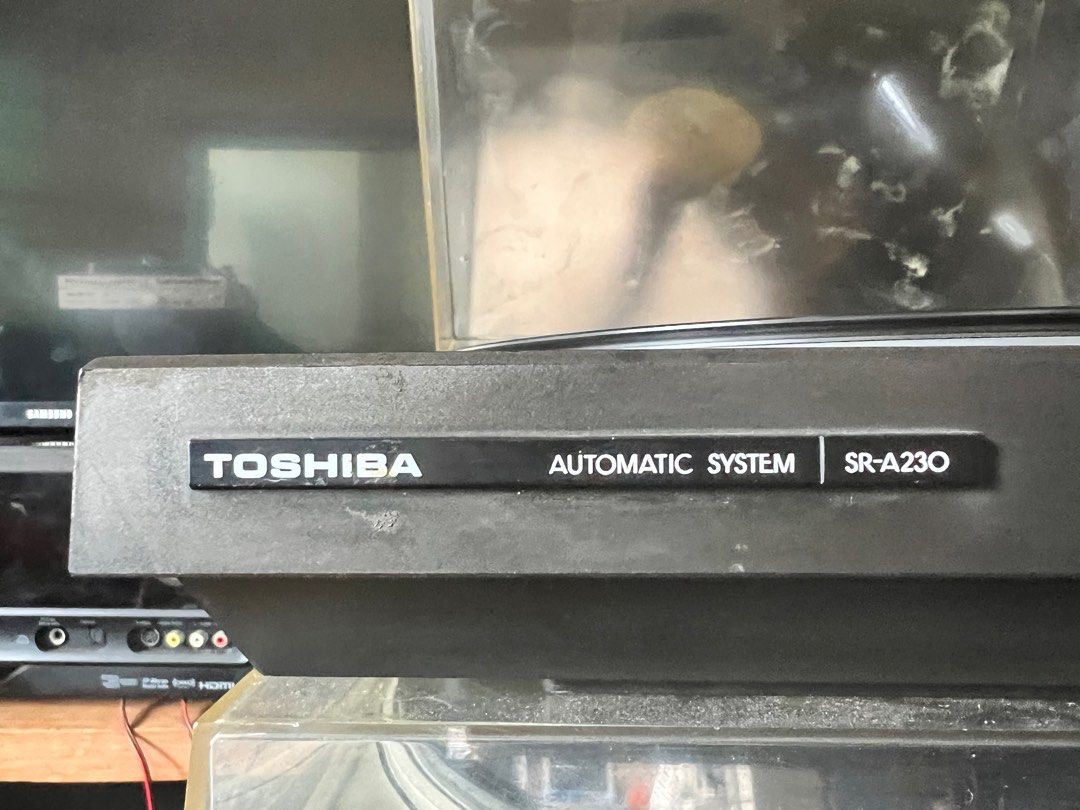 SAMSUNG
TOSHIBA AUTOMATIC SYSTEM SR-A230
HDMI